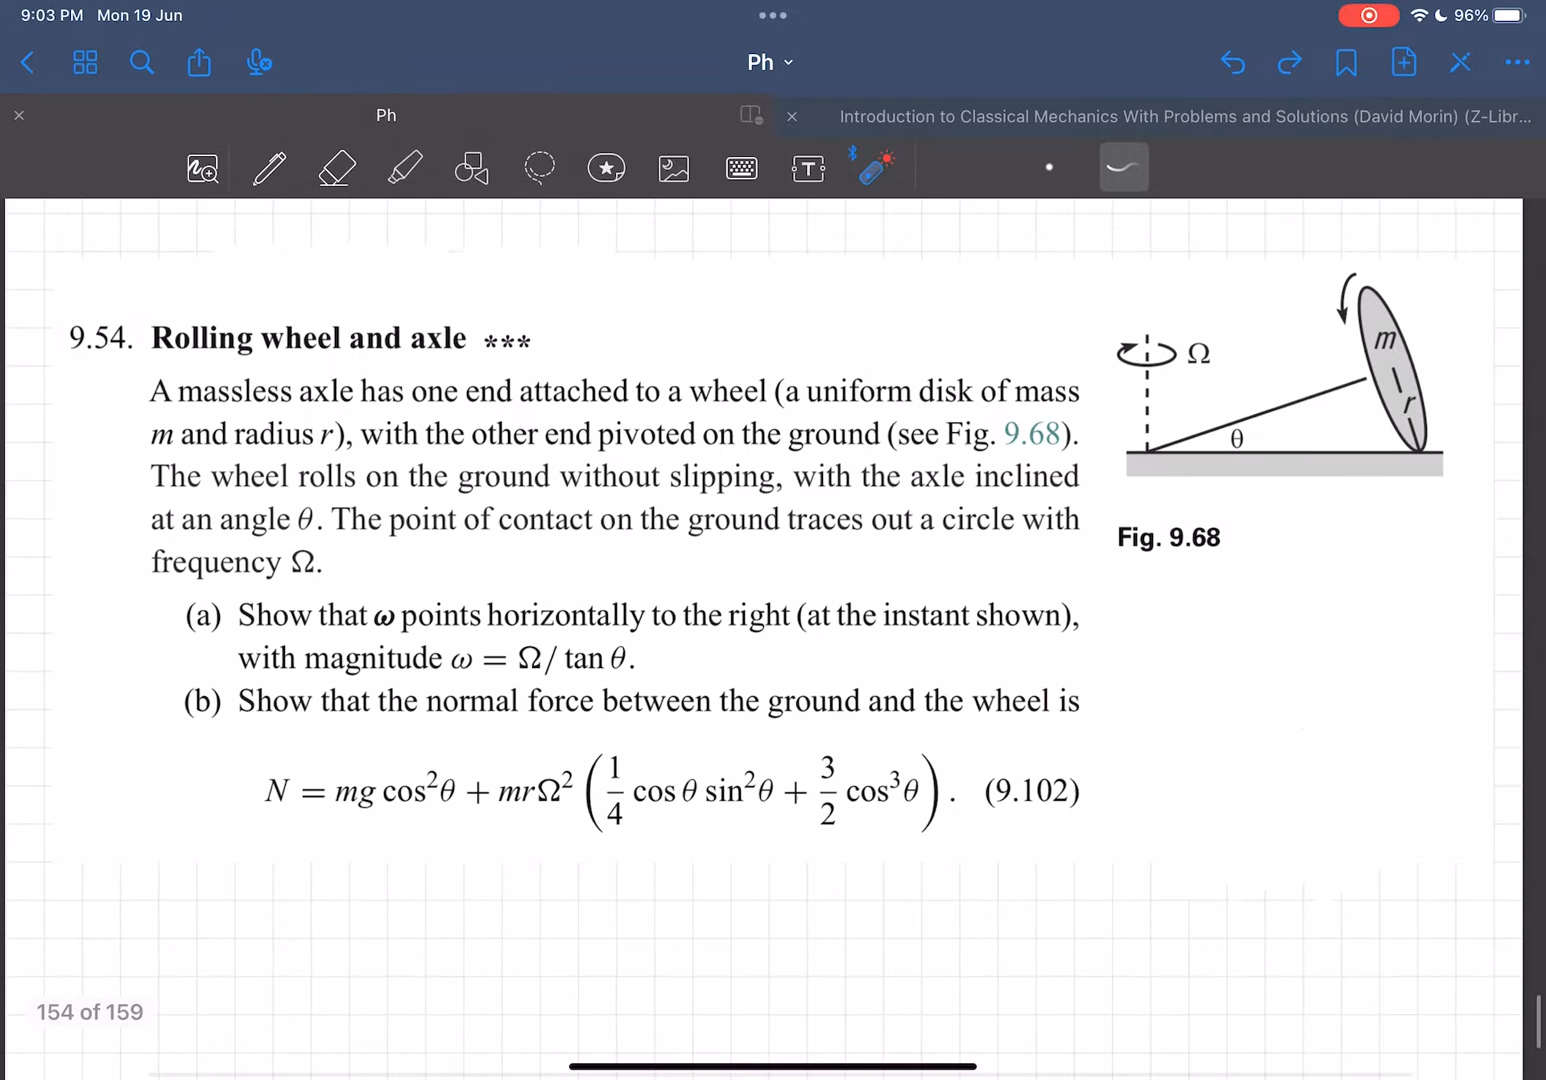 9:03 PM Mon 19 Jun
96%
Ph
Ph
Introduction to Classical Mechanics With Problems and Solutions (David Morin) (Z-Libr...
T
9.54. Rolling wheel and axle ***
A massless axle has one end attached to a wheel (a uniform disk of mass
m and radius r), with the other end pivoted on the ground (see Fig. 9.68).
The wheel rolls on the ground without slipping, with the axle inclined
at an angle θ. The point of contact on the ground traces out a circle with
frequency Ω.
(a) Show that ω points horizontally to the right (at the instant shown),
with magnitude ω = Ω/ tan θ.
(b) Show that the normal force between the ground and the wheel is
N = mg cos²θ + mrΩ² (1/4 cos θ sin²θ + 3/2 cos³θ). (9.102)
Ω
m
r
θ
Fig. 9.68
154 of 159